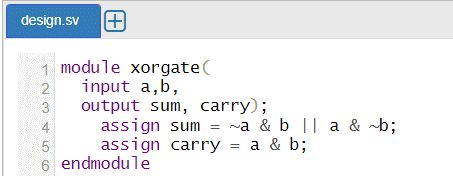 design.sv
1 module xorgate(
2 input a,b,
3 output sum, carry);
4 assign sum = ~a & b || a & ~b;
5 assign carry = a & b;
6 endmodule